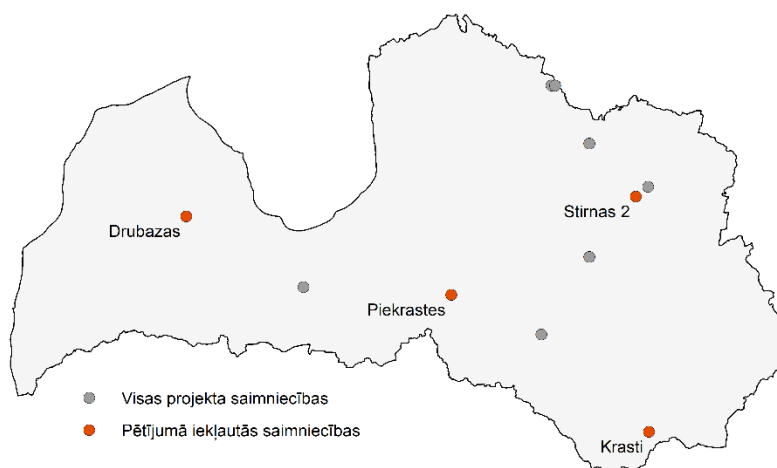 Stirnas 2
Drubazas
Piekrastes
Visas projekta saimniecības
Pētījumā iekļautās saimniecības
Krasti